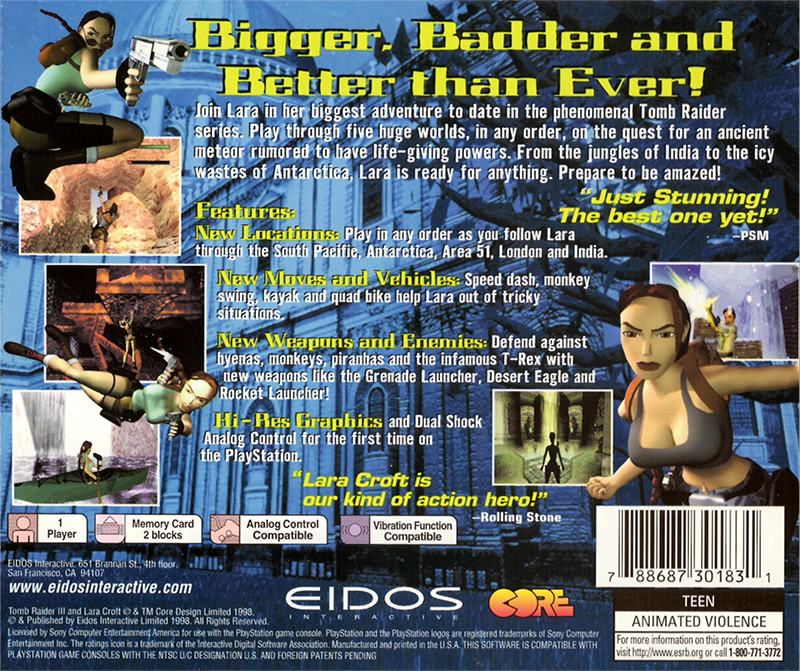 Bigger, Badder and
Better than Ever!
Join Lara in her biggest adventure to date in the phenomenal Tomb Raider
series. Play through five huge worlds, in any order, on the quest for an ancient
meteor rumored to have life-giving powers. From the jungles of India to the icy
wastes of Antarctica, Lara is ready for anything. Prepare to be amazed!
"Just Stunning!
The best one yet!"
–PSM
Features:
New Locations: Play in any order as you follow Lara
through the South Pacific, Antarctica, Area 51, London and India.
New Moves and Vehicles: Speed dash, monkey
swing, kayak and quad bike help Lara out of tricky
situations.
New Weapons and Enemies: Defend against
hyenas, monkeys, piranhas and the infamous T-Rex with
new weapons like the Grenade Launcher, Desert Eagle and
Rocket Launcher!
Hi-Res Graphics and Dual Shock
Analog Control for the first time on
the PlayStation.
"Lara Croft is
our kind of action hero!"
–Rolling Stone
1
Player
Memory Card
2 blocks
Analog Control
Compatible
Vibration Function
Compatible
EIDOS Interactive, 651 Brannan St., 4th floor,
San Francisco, CA 94107
www.eidosinteractive.com
EIDOS
INTERACTIVE
CORE
Tomb Raider III and Lara Croft © & TM Core Design Limited 1998.
© & Published by Eidos Interactive Limited 1998. All Rights Reserved.
Licensed by Sony Computer Entertainment America for use with the PlayStation game console. PlayStation and the PlayStation logos are registered trademarks of Sony Computer
Entertainment Inc. The ratings icon is a trademark of the Interactive Digital Software Association. Manufactured and printed in the U.S.A. THIS SOFTWARE IS COMPATIBLE WITH
PLAYSTATION GAME CONSOLES WITH THE NTSC U/C DESIGNATION U.S. AND FOREIGN PATENTS PENDING
7 88687 30183 1
TEEN
ANIMATED VIOLENCE
For more information on this product's rating,
visit http://www.esrb.org or call 1-800-771-3772